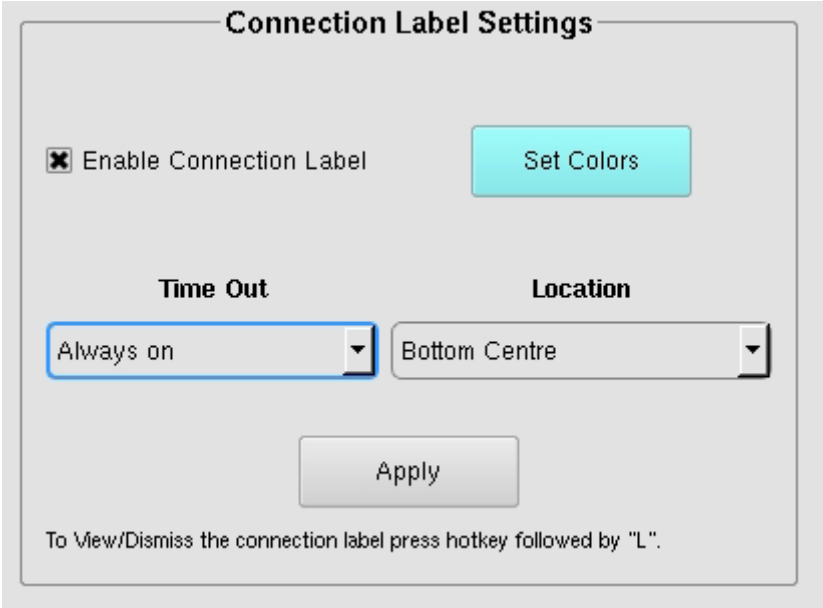 Connection Label Settings
Enable Connection Label
Set Colors
Time Out
Location
Always on
Bottom Centre
Apply
To View/Dismiss the connection label press hotkey followed by "L".